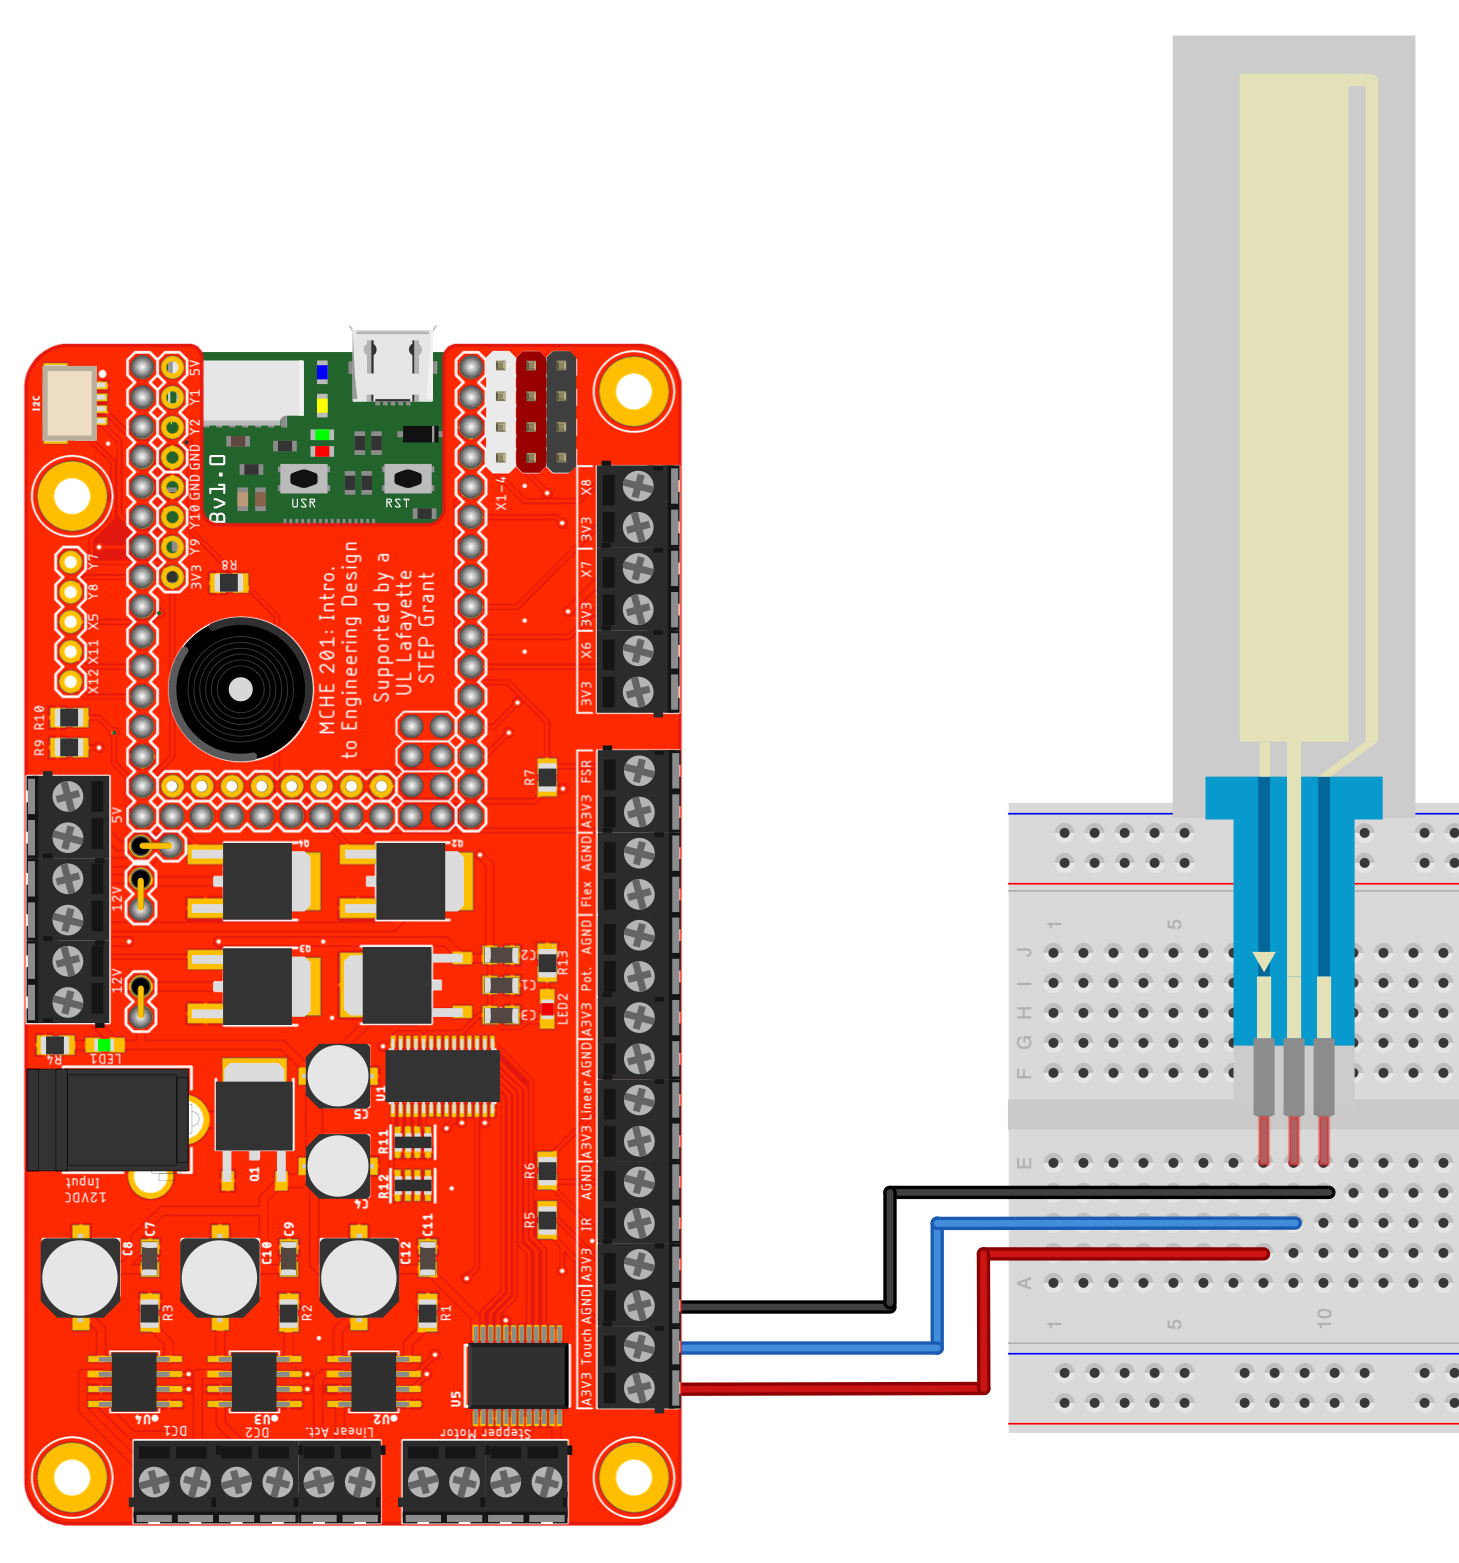 I2C
5V
Y1
Y2
GND
GND
Y10
Y9
3V3
Bv1.0
USR
RST
X1-4
X8
3V3
X7
3V3
X6
3V3
Y7
Y8
X5
X11
X12
R8
MCHE 201: Intro.
to Engineering Design
Supported by a
UL Lafayette
STEP Grant
R10
R9
R7
5V
12V
12V
Q4
Q2
Q3
C2
C1
C3
R13
LED2
FSR
A3V3
AGND
Flex
AGND
Pot.
A3V3
AGND
Linear
A3V3
AGND
IR
A3V3
AGND
Touch
A3V3
R4
LED1
12VDC
Input
Q1
C5
C4
U1
R11
R12
R6
R5
C8
C7
C10
C9
C12
C11
R3
R2
R1
U4
U3
U2
U5
DC1
DC2
Linear Act.
Stepper Motor
1
5
J
I
H
G
F
E
A
1
5
10